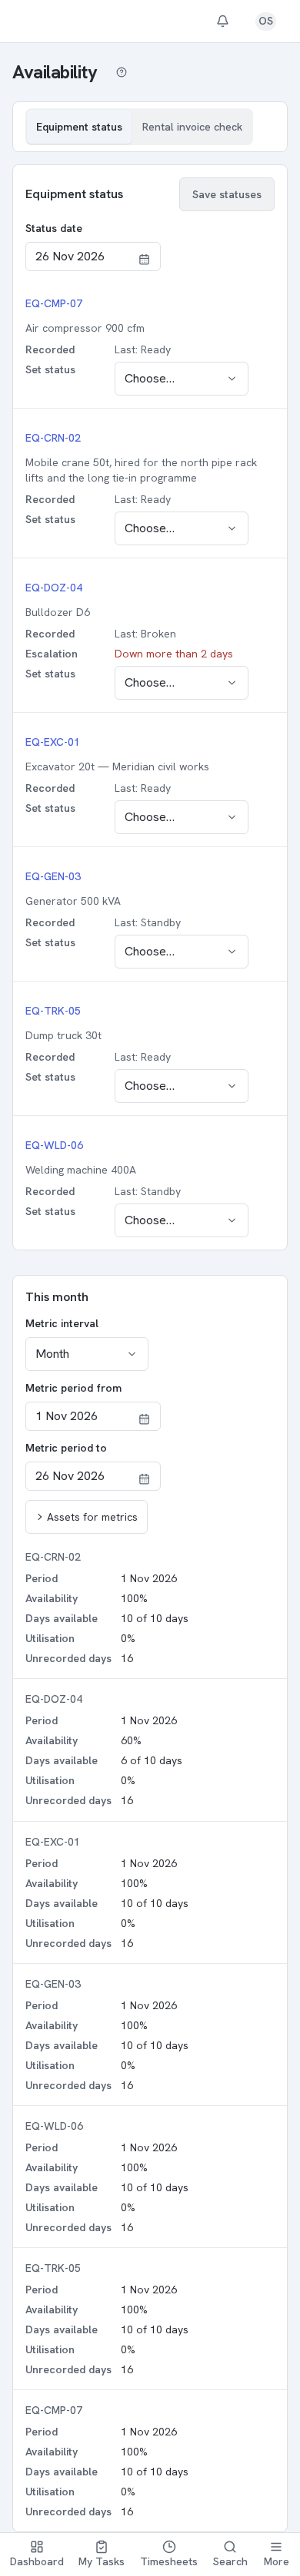 OS
Availability
Equipment status
Rental invoice check
Equipment status
Save statuses
Status date
26 Nov 2026
EQ-CMP-07
Air compressor 900 cfm
Recorded Last: Ready
Set status Choose...
EQ-CRN-02
Mobile crane 50t, hired for the north pipe rack
lifts and the long tie-in programme
Recorded Last: Ready
Set status Choose...
EQ-DOZ-04
Bulldozer D6
Recorded Last: Broken
Escalation Down more than 2 days
Set status Choose...
EQ-EXC-01
Excavator 20t — Meridian civil works
Recorded Last: Ready
Set status Choose...
EQ-GEN-03
Generator 500 kVA
Recorded Last: Standby
Set status Choose...
EQ-TRK-05
Dump truck 30t
Recorded Last: Ready
Set status Choose...
EQ-WLD-06
Welding machine 400A
Recorded Last: Standby
Set status Choose...
This month
Metric interval
Month
Metric period from
1 Nov 2026
Metric period to
26 Nov 2026
Assets for metrics
EQ-CRN-02
Period 1 Nov 2026
Availability 100%
Days available 10 of 10 days
Utilisation 0%
Unrecorded days 16
EQ-DOZ-04
Period 1 Nov 2026
Availability 60%
Days available 6 of 10 days
Utilisation 0%
Unrecorded days 16
EQ-EXC-01
Period 1 Nov 2026
Availability 100%
Days available 10 of 10 days
Utilisation 0%
Unrecorded days 16
EQ-GEN-03
Period 1 Nov 2026
Availability 100%
Days available 10 of 10 days
Utilisation 0%
Unrecorded days 16
EQ-WLD-06
Period 1 Nov 2026
Availability 100%
Days available 10 of 10 days
Utilisation 0%
Unrecorded days 16
EQ-TRK-05
Period 1 Nov 2026
Availability 100%
Days available 10 of 10 days
Utilisation 0%
Unrecorded days 16
EQ-CMP-07
Period 1 Nov 2026
Availability 100%
Days available 10 of 10 days
Utilisation 0%
Unrecorded days 16
Dashboard My Tasks Timesheets Search More